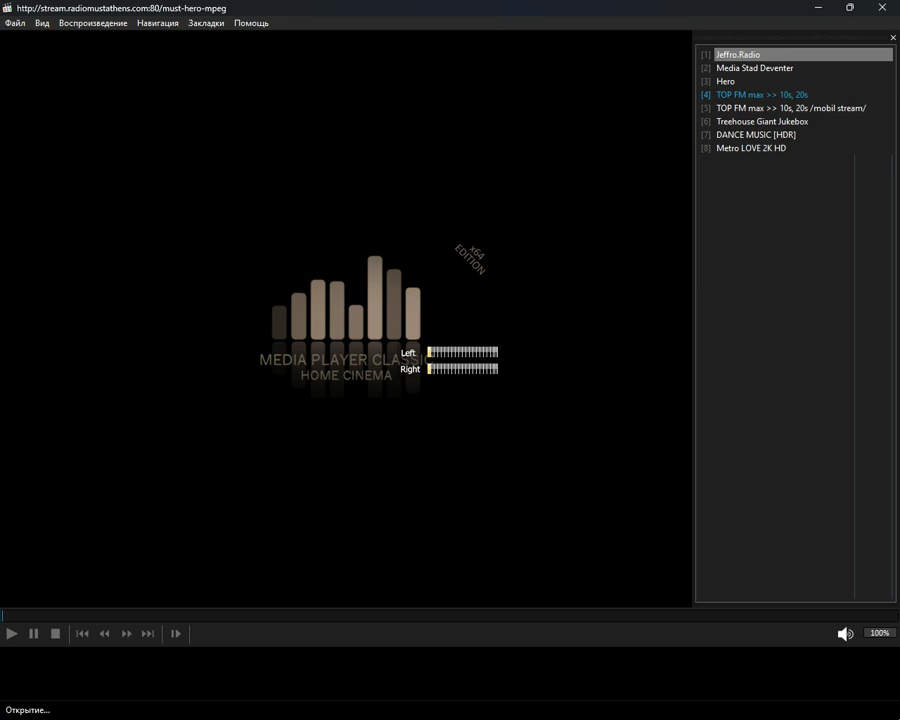 http://stream.radiomustathens.com:80/must-hero-mpeg
Файл Вид Воспроизведение Навигация Закладки Помощь
[1] Jeffro.Radio
[2] Media Stad Deventer
[3] Hero
[4] TOP FM max >> 10s, 20s
[5] TOP FM max >> 10s, 20s /mobil stream/
[6] Treehouse Giant Jukebox
[7] DANCE MUSIC [HDR]
[8] Metro LOVE 2K HD
x64
EDITION
MEDIA PLAYER CLASSIC
HOME CINEMA
Left
Right
100%
Открытие...